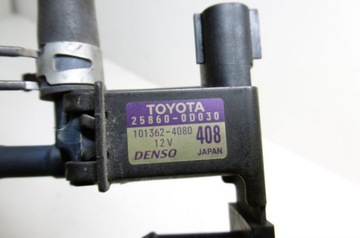 TOYOTA
25860-0D030
101362-4080 408
12V
DENSO JAPAN